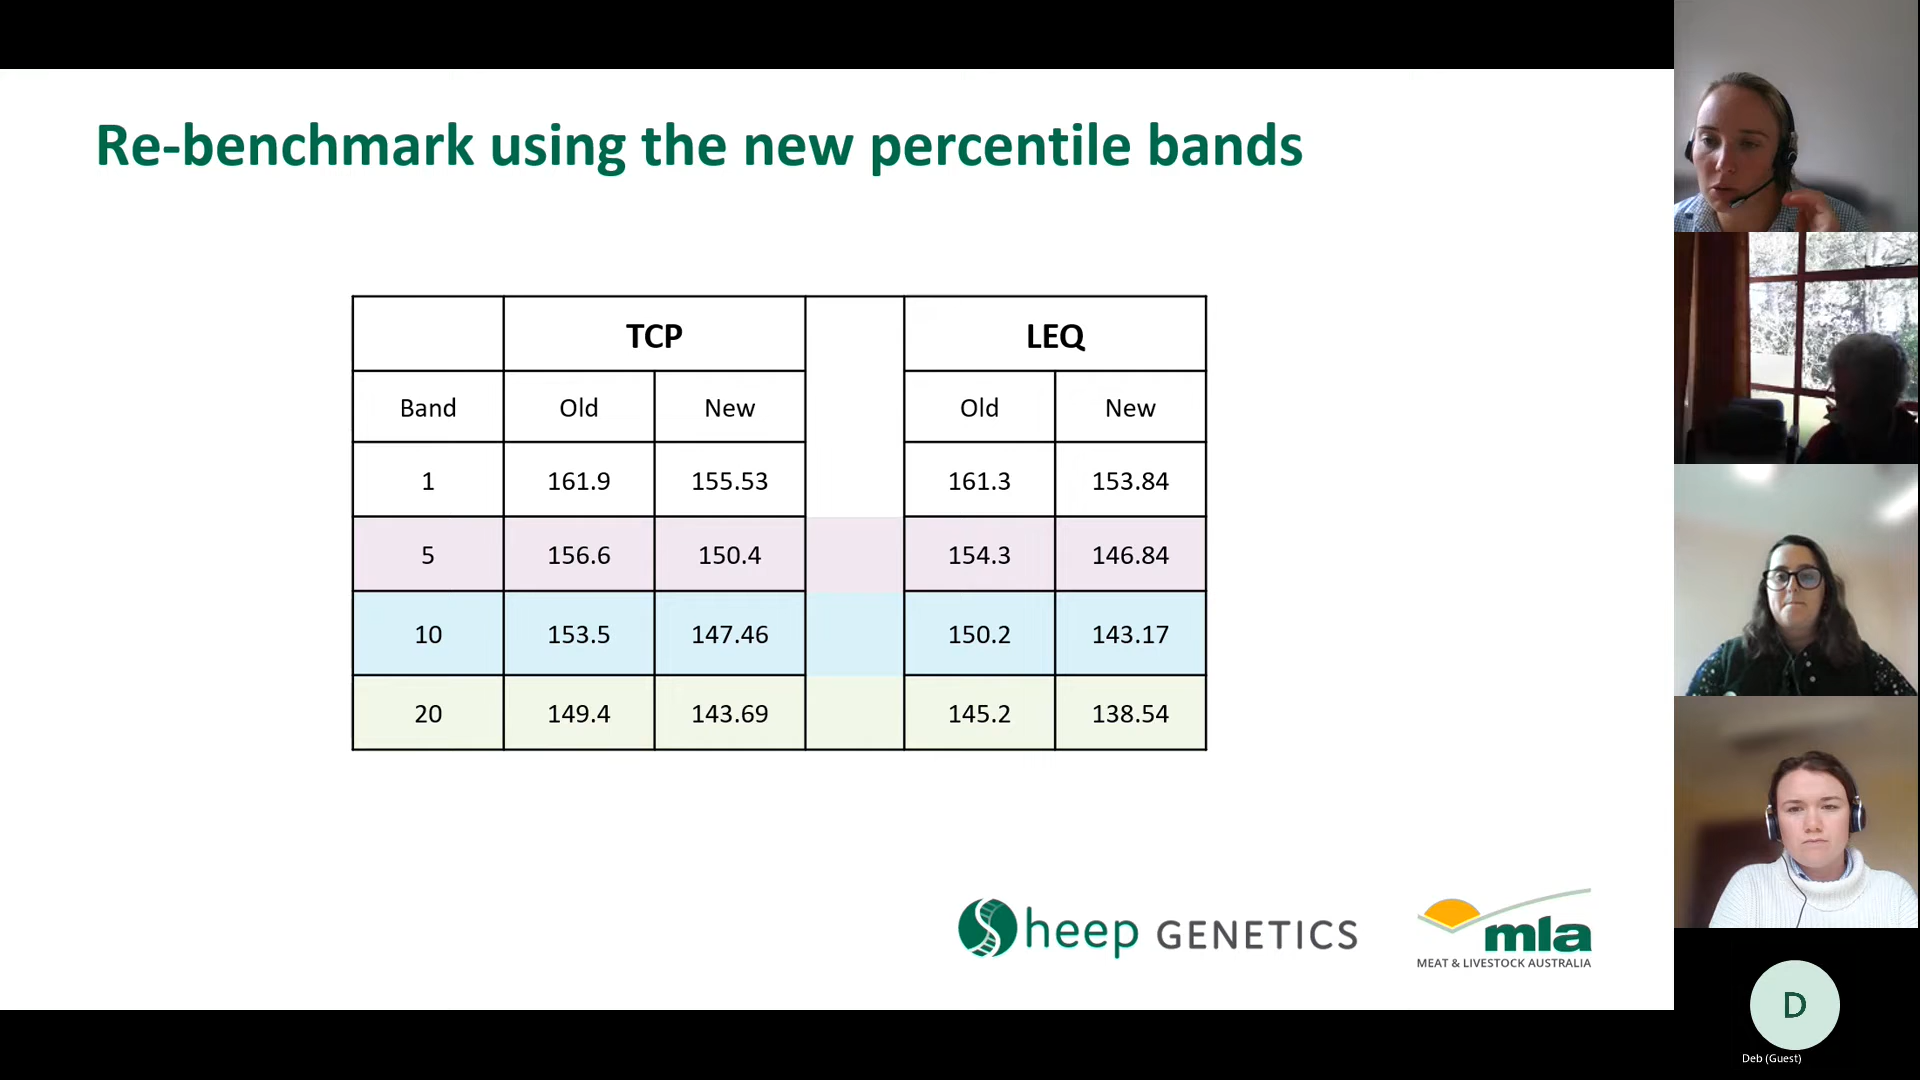 Re-benchmark using the new percentile bands
TCP LEQ
Band Old New Old New
1 161.9 155.53 161.3 153.84
5 156.6 150.4 154.3 146.84
10 153.5 147.46 150.2 143.17
20 149.4 143.69 145.2 138.54
Sheep GENETICS
mla
MEAT & LIVESTOCK AUSTRALIA
D
Deb (Guest)